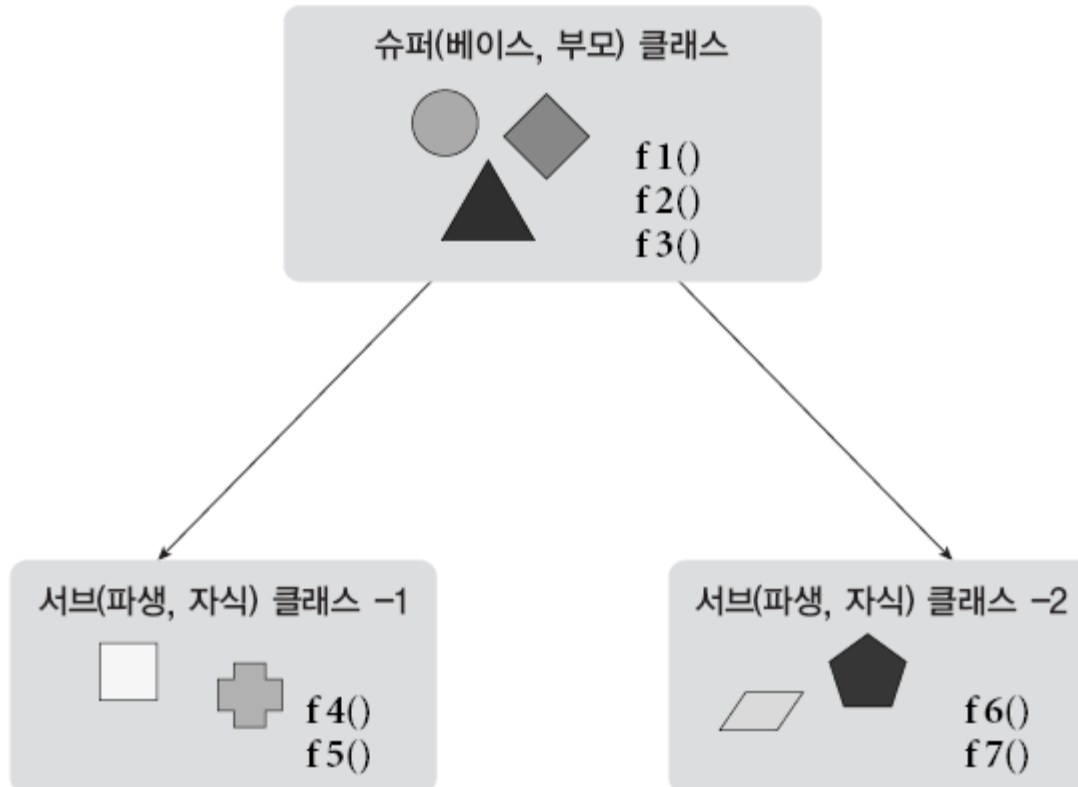 슈퍼(베이스, 부모) 클래스
f1()
f2()
f3()
서브(파생, 자식) 클래스 -1
f4()
f5()
서브(파생, 자식) 클래스 -2
f6()
f7()